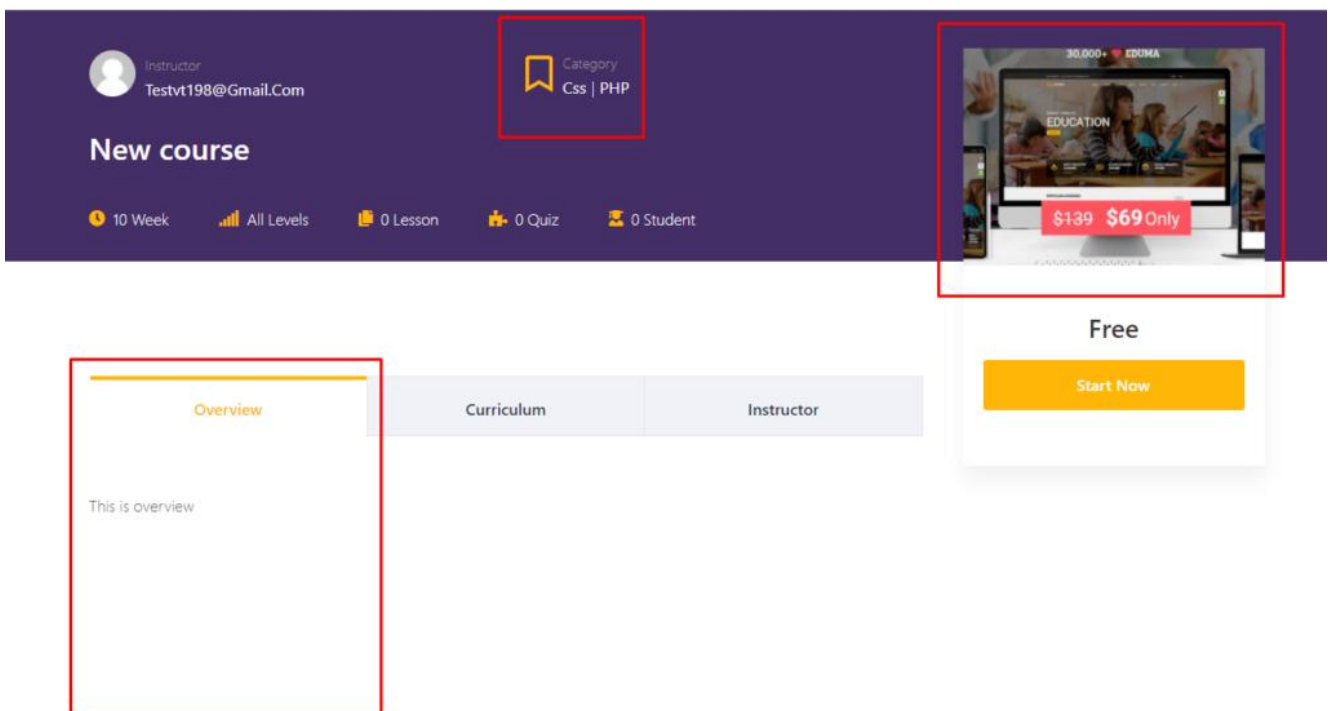 Instructor
Testvt198@Gmail.Com
Category
Css | PHP
New course
10 Week
All Levels
0 Lesson
0 Quiz
0 Student
30.000+ EDUMA
EDUCATION
$139 $69 Only
Free
Start Now
Overview
Curriculum
Instructor
This is overview